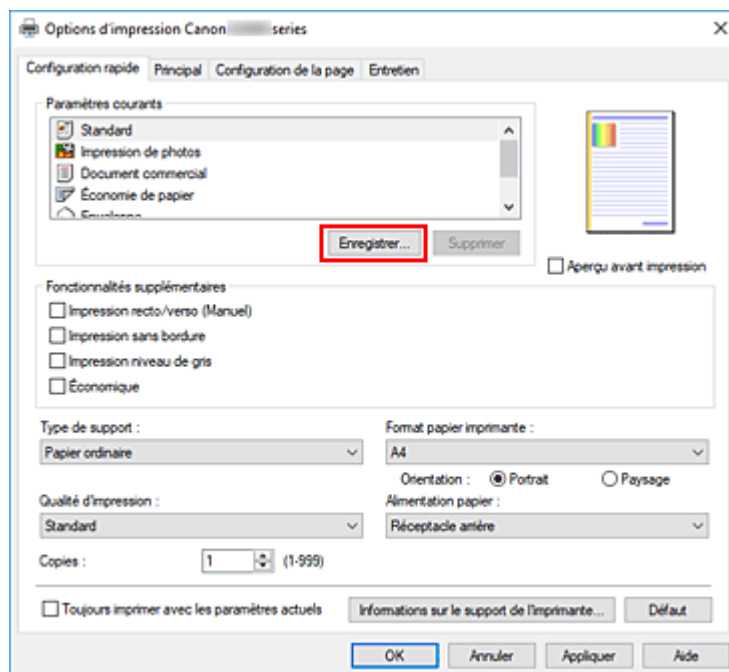 Options d'impression Canon series
Configuration rapide Principal Configuration de la page Entretien
Paramètres courants
Standard
Impression de photos
Document commercial
Économie de papier
Enregistrer... Supprimer
Aperçu avant impression
Fonctionnalités supplémentaires
Impression recto/verso (Manuel)
Impression sans bordure
Impression niveau de gris
Économique
Type de support : Format papier imprimante :
Papier ordinaire A4
Orientation : Portrait Paysage
Qualité d'impression : Alimentation papier :
Standard Réceptacle arrière
Copies : 1 (1-999)
Toujours imprimer avec les paramètres actuels Informations sur le support de l'imprimante... Défaut
OK Annuler Appliquer Aide